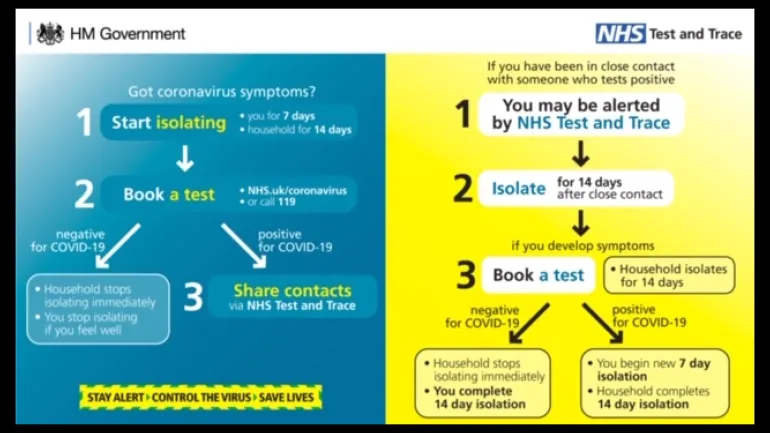 HM Government
NHS Test and Trace
Got coronavirus symptoms?
1 Start isolating
• you for 7 days
• household for 14 days
2 Book a test
• NHS.uk/coronavirus
• or call 119
negative
for COVID-19
positive
for COVID-19
• Household stops
isolating immediately
• You stop isolating
if you feel well
3 Share contacts
via NHS Test and Trace
STAY ALERT CONTROL THE VIRUS SAVE LIVES
If you have been in close contact
with someone who tests positive
1 You may be alerted
by NHS Test and Trace
2 Isolate
for 14 days
after close contact
if you develop symptoms
3 Book a test
• Household isolates
for 14 days
negative
for COVID-19
positive
for COVID-19
• Household stops
isolating immediately
• You complete
14 day isolation
• You begin new 7 day
isolation
• Household completes
14 day isolation